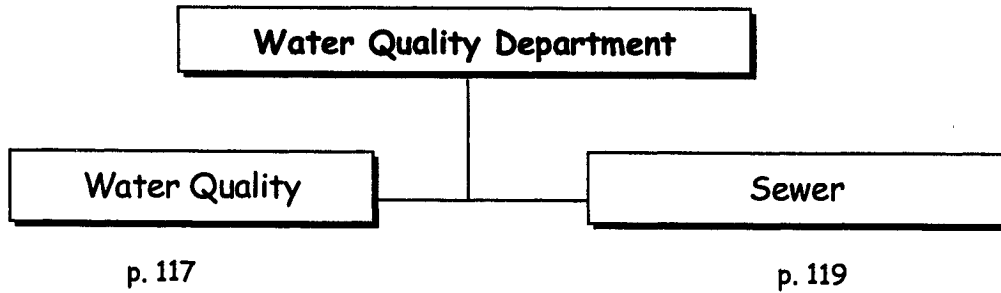 Water Quality Department
Water Quality
Sewer
p. 117
p. 119